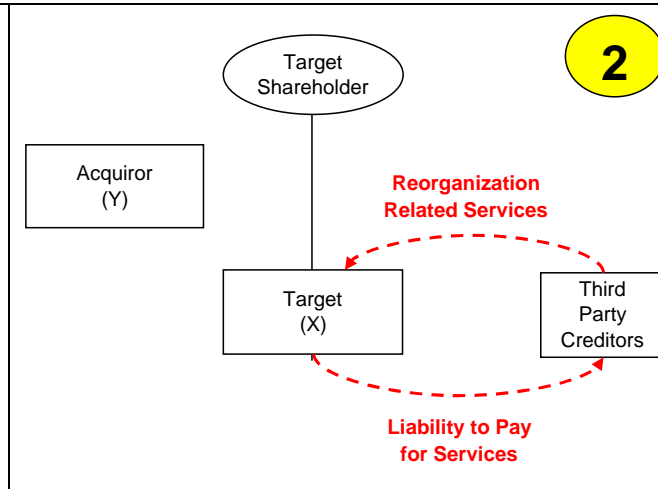 Target
Shareholder
2
Acquiror
(Y)
Reorganization
Related Services
Target
(X)
Third
Party
Creditors
Liability to Pay
for Services